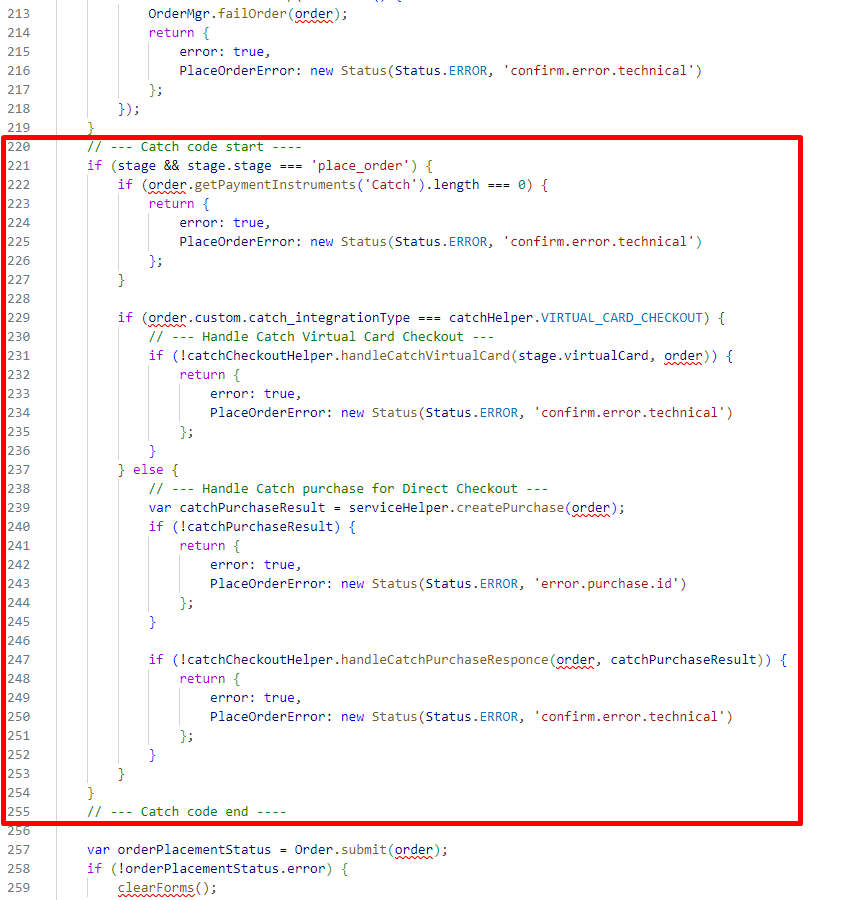 213 OrderMgr.failOrder(order);
214 return {
215 error: true,
216 PlaceOrderError: new Status(Status.ERROR, 'confirm.error.technical')
217 };
218 });
219 }
220 // --- Catch code start ----
221 if (stage && stage.stage === 'place_order') {
222 if (order.getPaymentInstruments('Catch').length === 0) {
223 return {
224 error: true,
225 PlaceOrderError: new Status(Status.ERROR, 'confirm.error.technical')
226 };
227 }
228
229 if (order.custom.catch_integrationType === catchHelper.VIRTUAL_CARD_CHECKOUT) {
230 // --- Handle Catch Virtual Card Checkout ---
231 if (!catchCheckoutHelper.handleCatchVirtualCard(stage.virtualCard, order)) {
232 return {
233 error: true,
234 PlaceOrderError: new Status(Status.ERROR, 'confirm.error.technical')
235 };
236 }
237 } else {
238 // --- Handle Catch purchase for Direct Checkout ---
239 var catchPurchaseResult = serviceHelper.createPurchase(order);
240 if (!catchPurchaseResult) {
241 return {
242 error: true,
243 PlaceOrderError: new Status(Status.ERROR, 'error.purchase.id')
244 };
245 }
246
247 if (!catchCheckoutHelper.handleCatchPurchaseResponce(order, catchPurchaseResult)) {
248 return {
249 error: true,
250 PlaceOrderError: new Status(Status.ERROR, 'confirm.error.technical')
251 };
252 }
253 }
254 }
255 // --- Catch code end ----
256
257 var orderPlacementStatus = Order.submit(order);
258 if (!orderPlacementStatus.error) {
259 clearForms();